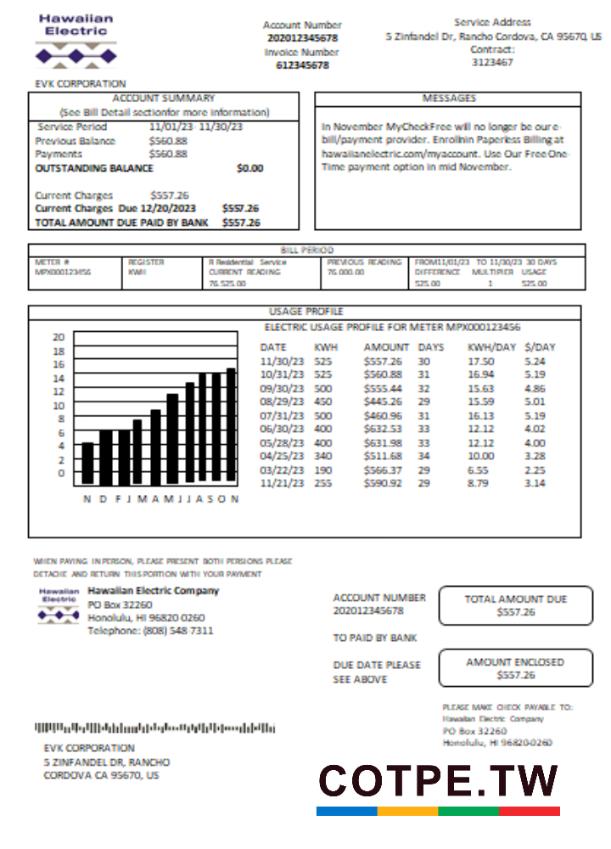 Hawaiian
Electric
Account Number
202012345678
Invoice Number
612345678
Service Address
5 Zinfandel Dr, Rancho Cordova, CA 95670, US
Contract:
3123467
EVK CORPORATION
ACCOUNT SUMMARY
(See Bill Detail sectionfor more information)
Service Period 11/01/23 11/30/23
Previous Balance $560.88
Payments $560.88
OUTSTANDING BALANCE $0.00
Current Charges $557.26
Current Charges Due 12/20/2023 $557.26
TOTAL AMOUNT DUE PAID BY BANK $557.26
MESSAGES
In November MyCheckFree will no longer be our e-
bill/payment provider. Enrollnin Paperless Billing at
hawaiianelectric.com/myaccount. Use Our Free One-
Time payment option in mid November.
BILL PERIOD
METER # REGISTER R Residential Service PREVIOUS READING FROM11/01/23 TO 11/30/23 30 DAYS
MPX000123456 KWH CURRENT READING 76.000.00 DIFFERENCE MULTIPIER USAGE
76.525.00 525.00 1 525.00
USAGE PROFILE
ELECTRIC USAGE PROFILE FOR METER MPX000123456
20
18
16
14
12
10
8
6
4
2
0
N D F J M A M J J A S O N
DATE KWH AMOUNT DAYS KWH/DAY $/DAY
11/30/23 525 $557.26 30 17.50 5.24
10/31/23 525 $560.88 31 16.94 5.19
09/30/23 500 $555.44 32 15.63 4.86
08/29/23 450 $445.26 29 15.59 5.01
07/31/23 500 $460.96 31 16.13 5.19
06/30/23 400 $632.53 33 12.12 4.02
05/28/23 400 $631.98 33 12.12 4.00
04/25/23 340 $511.68 34 10.00 3.28
03/22/23 190 $566.37 29 6.55 2.25
11/21/23 255 $590.92 29 8.79 3.14
WHEN PAYING IN PERSON, PLEASE PRESENT BOTH PERSIONS PLEASE
DETACHE AND RETURN THIS PORTION WITH YOUR PAYMENT
Hawaiian
Electric
Hawaiian Electric Company
PO Box 32260
Honolulu, HI 96820 0260
Telephone: (808) 548 7311
ACCOUNT NUMBER
202012345678
TO PAID BY BANK
DUE DATE PLEASE
SEE ABOVE
TOTAL AMOUNT DUE
$557.26
AMOUNT ENCLOSED
$557.26
PLEASE MAKE CHECK PAYABLE TO:
Hawaiian Electric Company
PO Box 32260
Honolulu, HI 96820-0260
EVK CORPORATION
5 ZINFANDEL DR, RANCHO
CORDOVA CA 95670, US
COTPE.TW